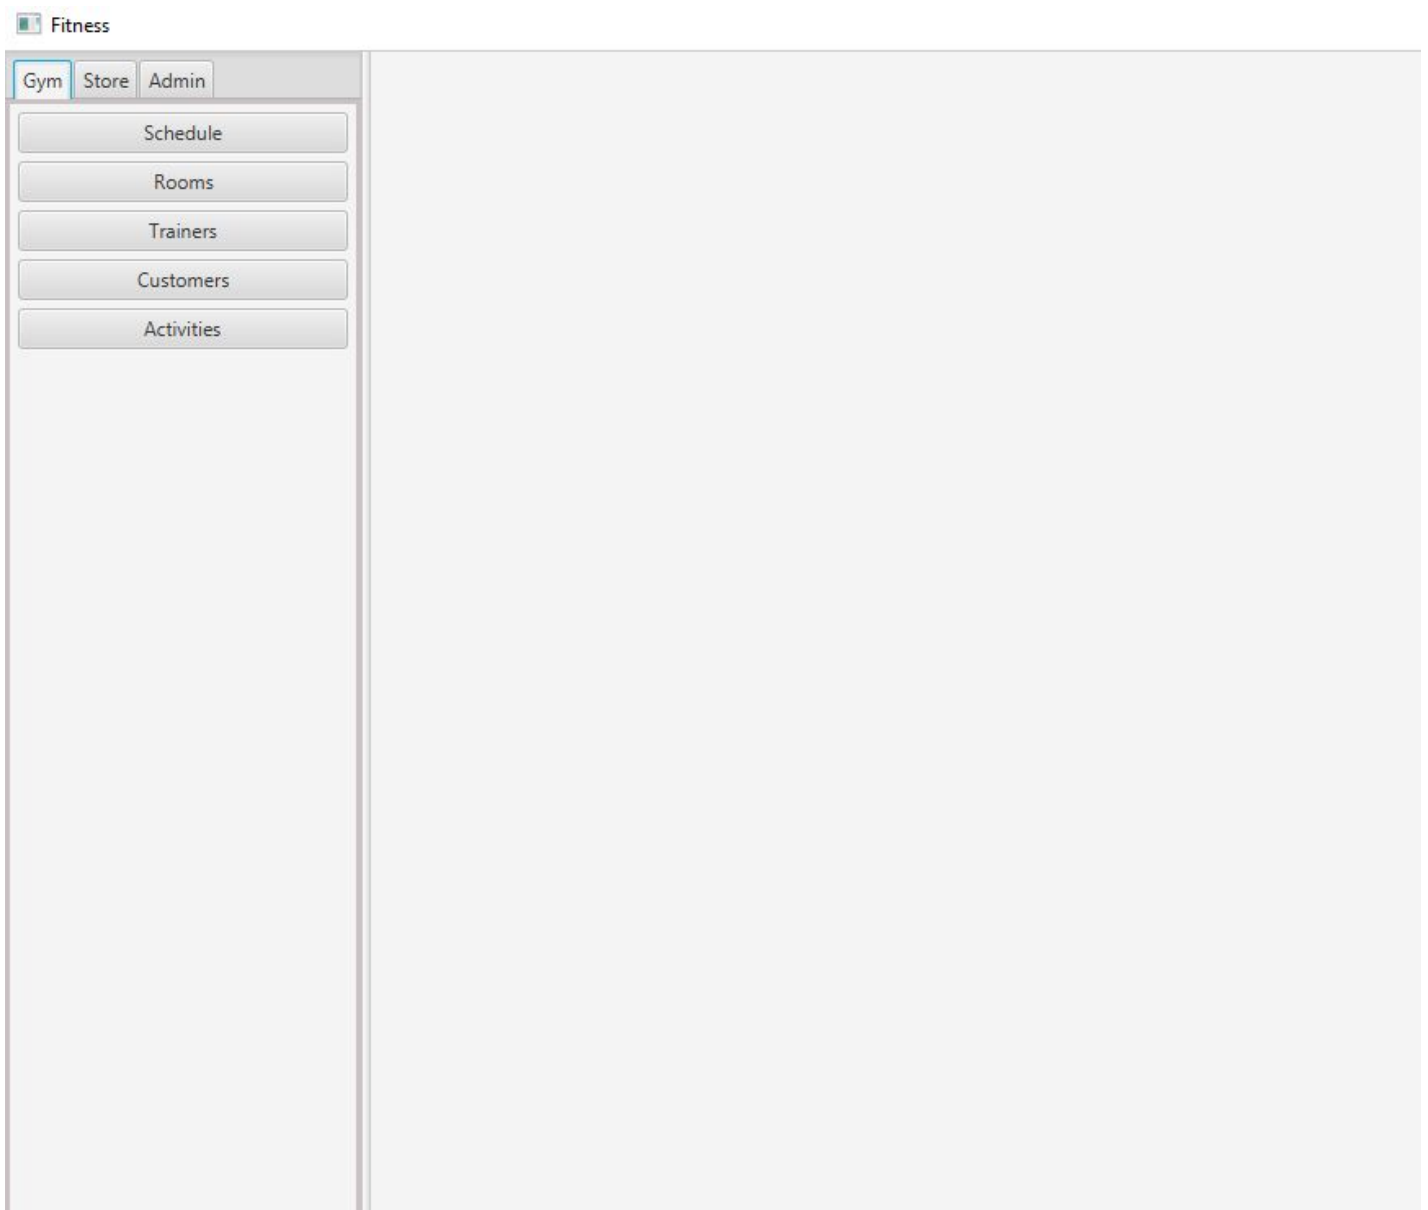 Fitness
Gym Store Admin
Schedule
Rooms
Trainers
Customers
Activities